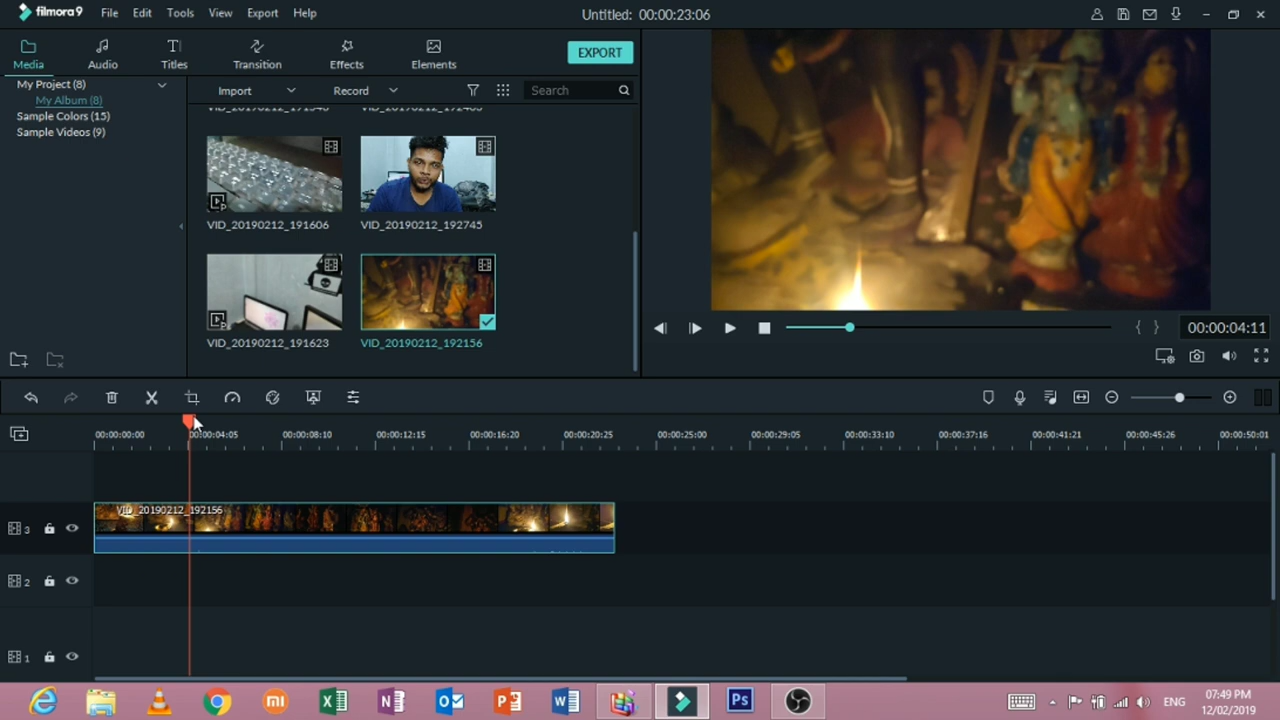 filmora9 File Edit Tools View Export Help Untitled: 00:00:23:06
Media Audio Titles Transition Effects Elements EXPORT
My Project (8)
My Album (8)
Sample Colors (15)
Sample Videos (9)
Import Record Search
VID_20190212_191606 VID_20190212_192745
VID_20190212_191623 VID_20190212_192156
{ } 00:00:04:11
00:00:00:00 00:00:04:05 00:00:08:10 00:00:12:15 00:00:16:20 00:00:20:25 00:00:25:00 00:00:29:05 00:00:33:10 00:00:37:16 00:00:41:21 00:00:45:26 00:00:50:01
VID_20190212_192156
3
2
1
Ps ENG 07:49 PM
12/02/2019